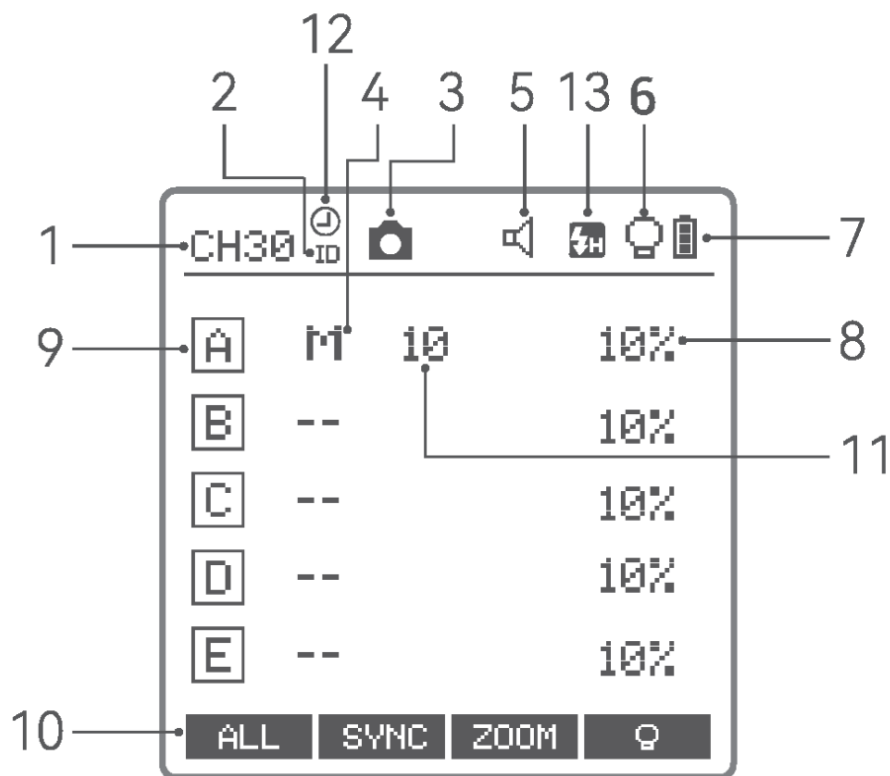 12
2 4 3 5 13 6
1 CH30 ID H 7
9 A M 10 10% 8
B -- 10%
11
C -- 10%
D -- 10%
E -- 10%
10 ALL SYNC ZOOM